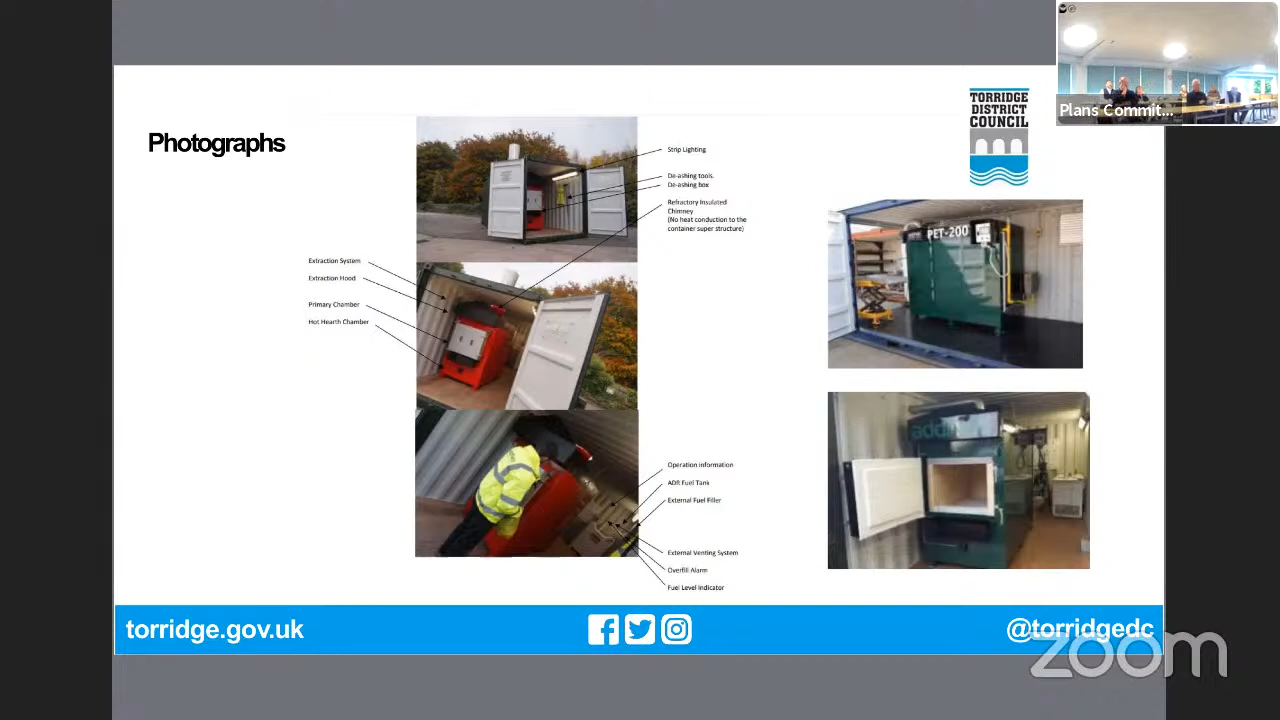 Plans Commit...
TORRIDGE
DISTRICT
COUNCIL
Photographs
Strip Lighting
De-ashing tools.
De-ashing box
Refractory Insulated
Chimney
(No heat conduction to the
container super structure)
Extraction System
Extraction Hood
Primary Chamber
Hot Hearth Chamber
PET-200
Operation information
ADR Fuel Tank
External Fuel Filler
External Venting System
Overfill Alarm
Fuel Level Indicator
torridge.gov.uk
@torridgedc
zoom